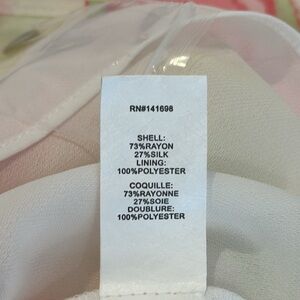 RN#141698
SHELL:
73%RAYON
27%SILK
LINING:
100%POLYESTER
COQUILLE:
73%RAYONNE
27%SOIE
DOUBLURE:
100%POLYESTER